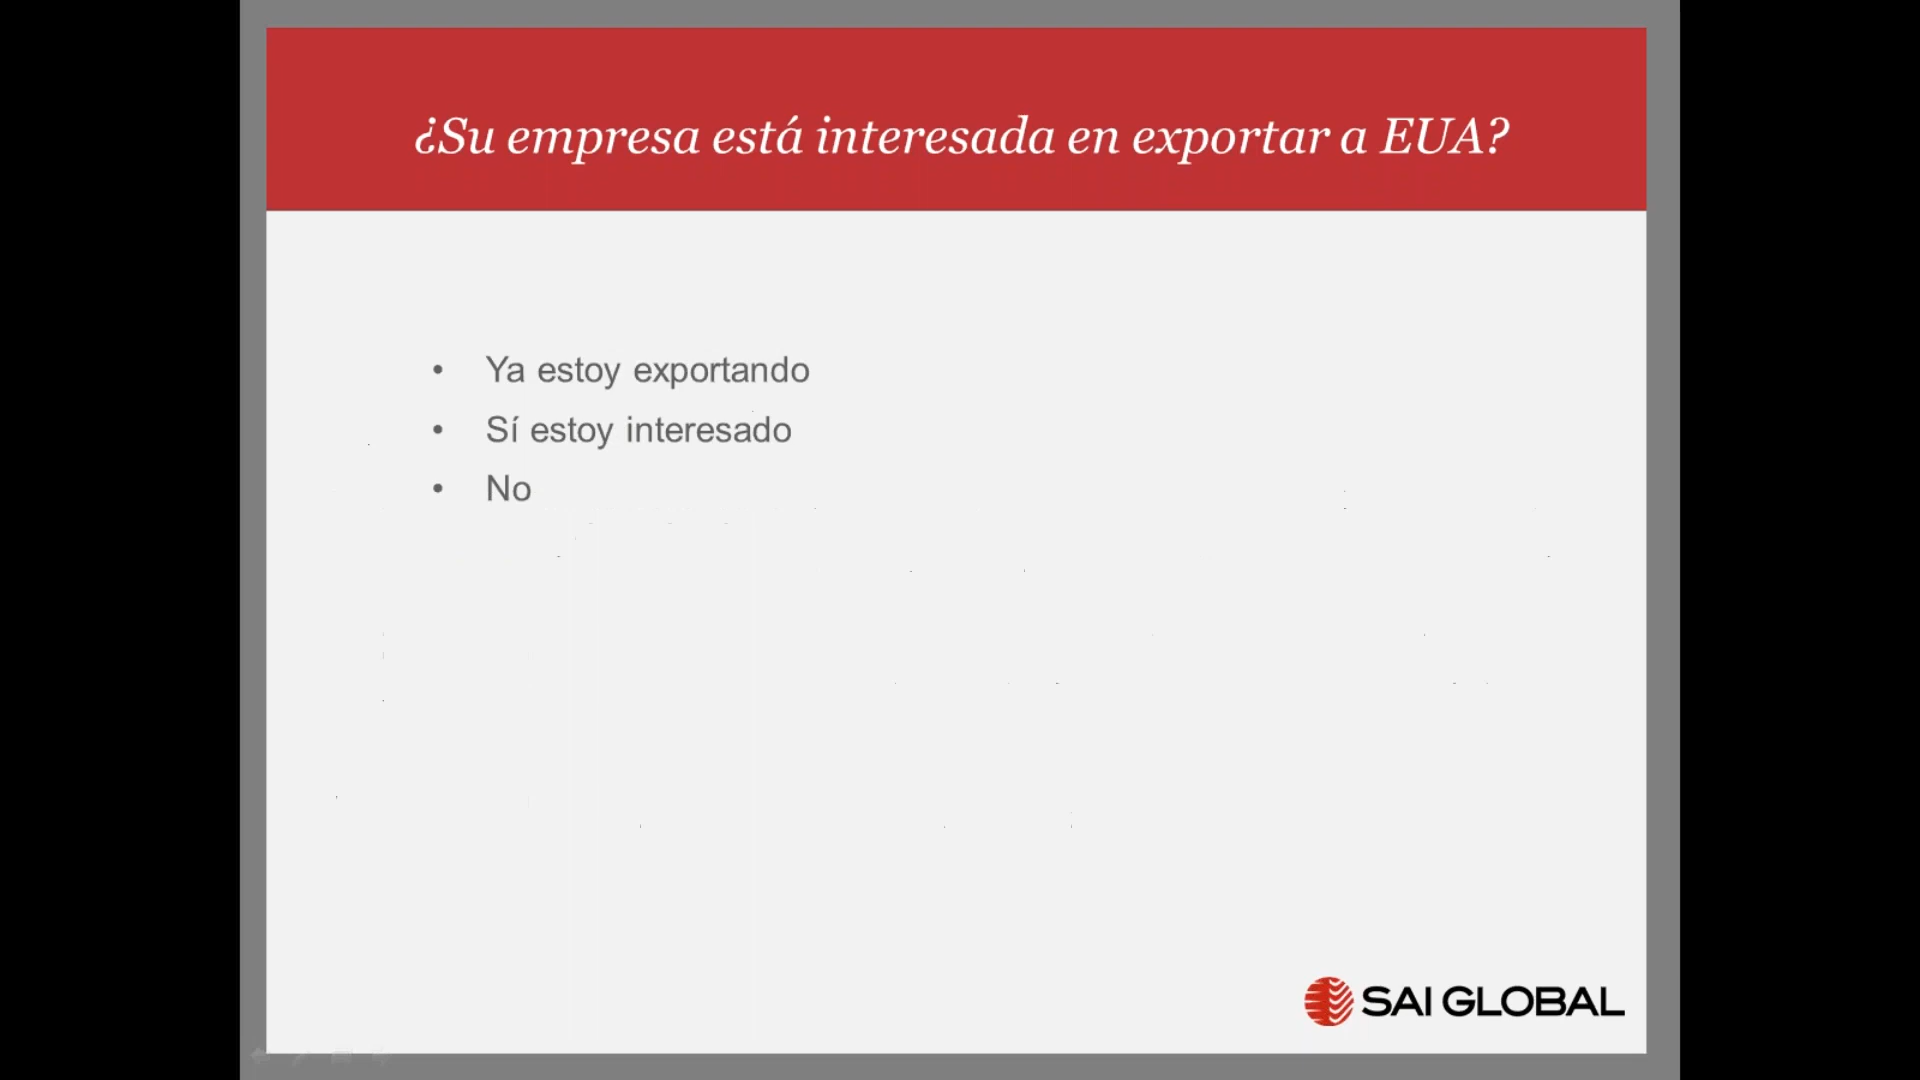 ¿Su empresa está interesada en exportar a EUA?
• Ya estoy exportando
• Sí estoy interesado
• No
SAI GLOBAL